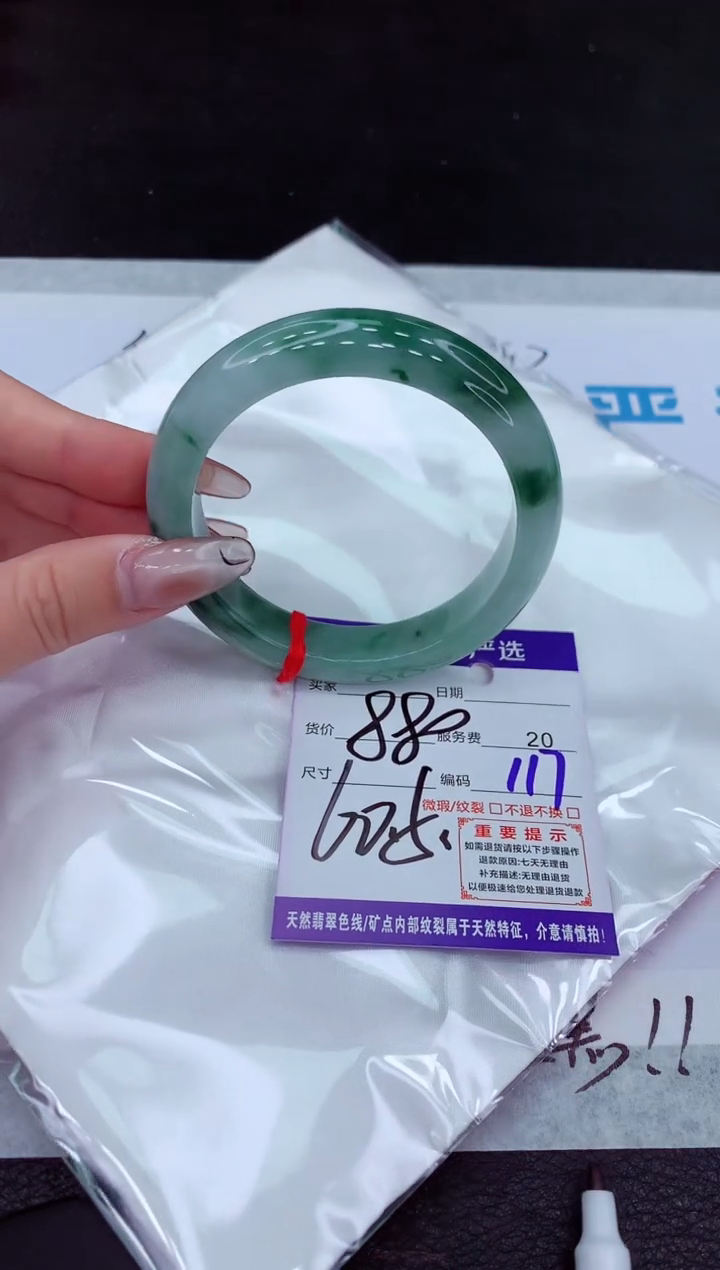 严选
买家 日期
货价 880 服务费 20
尺寸 60.5 编码 117
微瑕/纹裂 □ 不退不换 □
重要提示
如需退货请按以下步骤操作
退款原因:七天无理由
补充描述:无理由退货
以便极速给您处理退货退款
天然翡翠色线/矿点内部纹裂属于天然特征，介意请慎拍!
!!